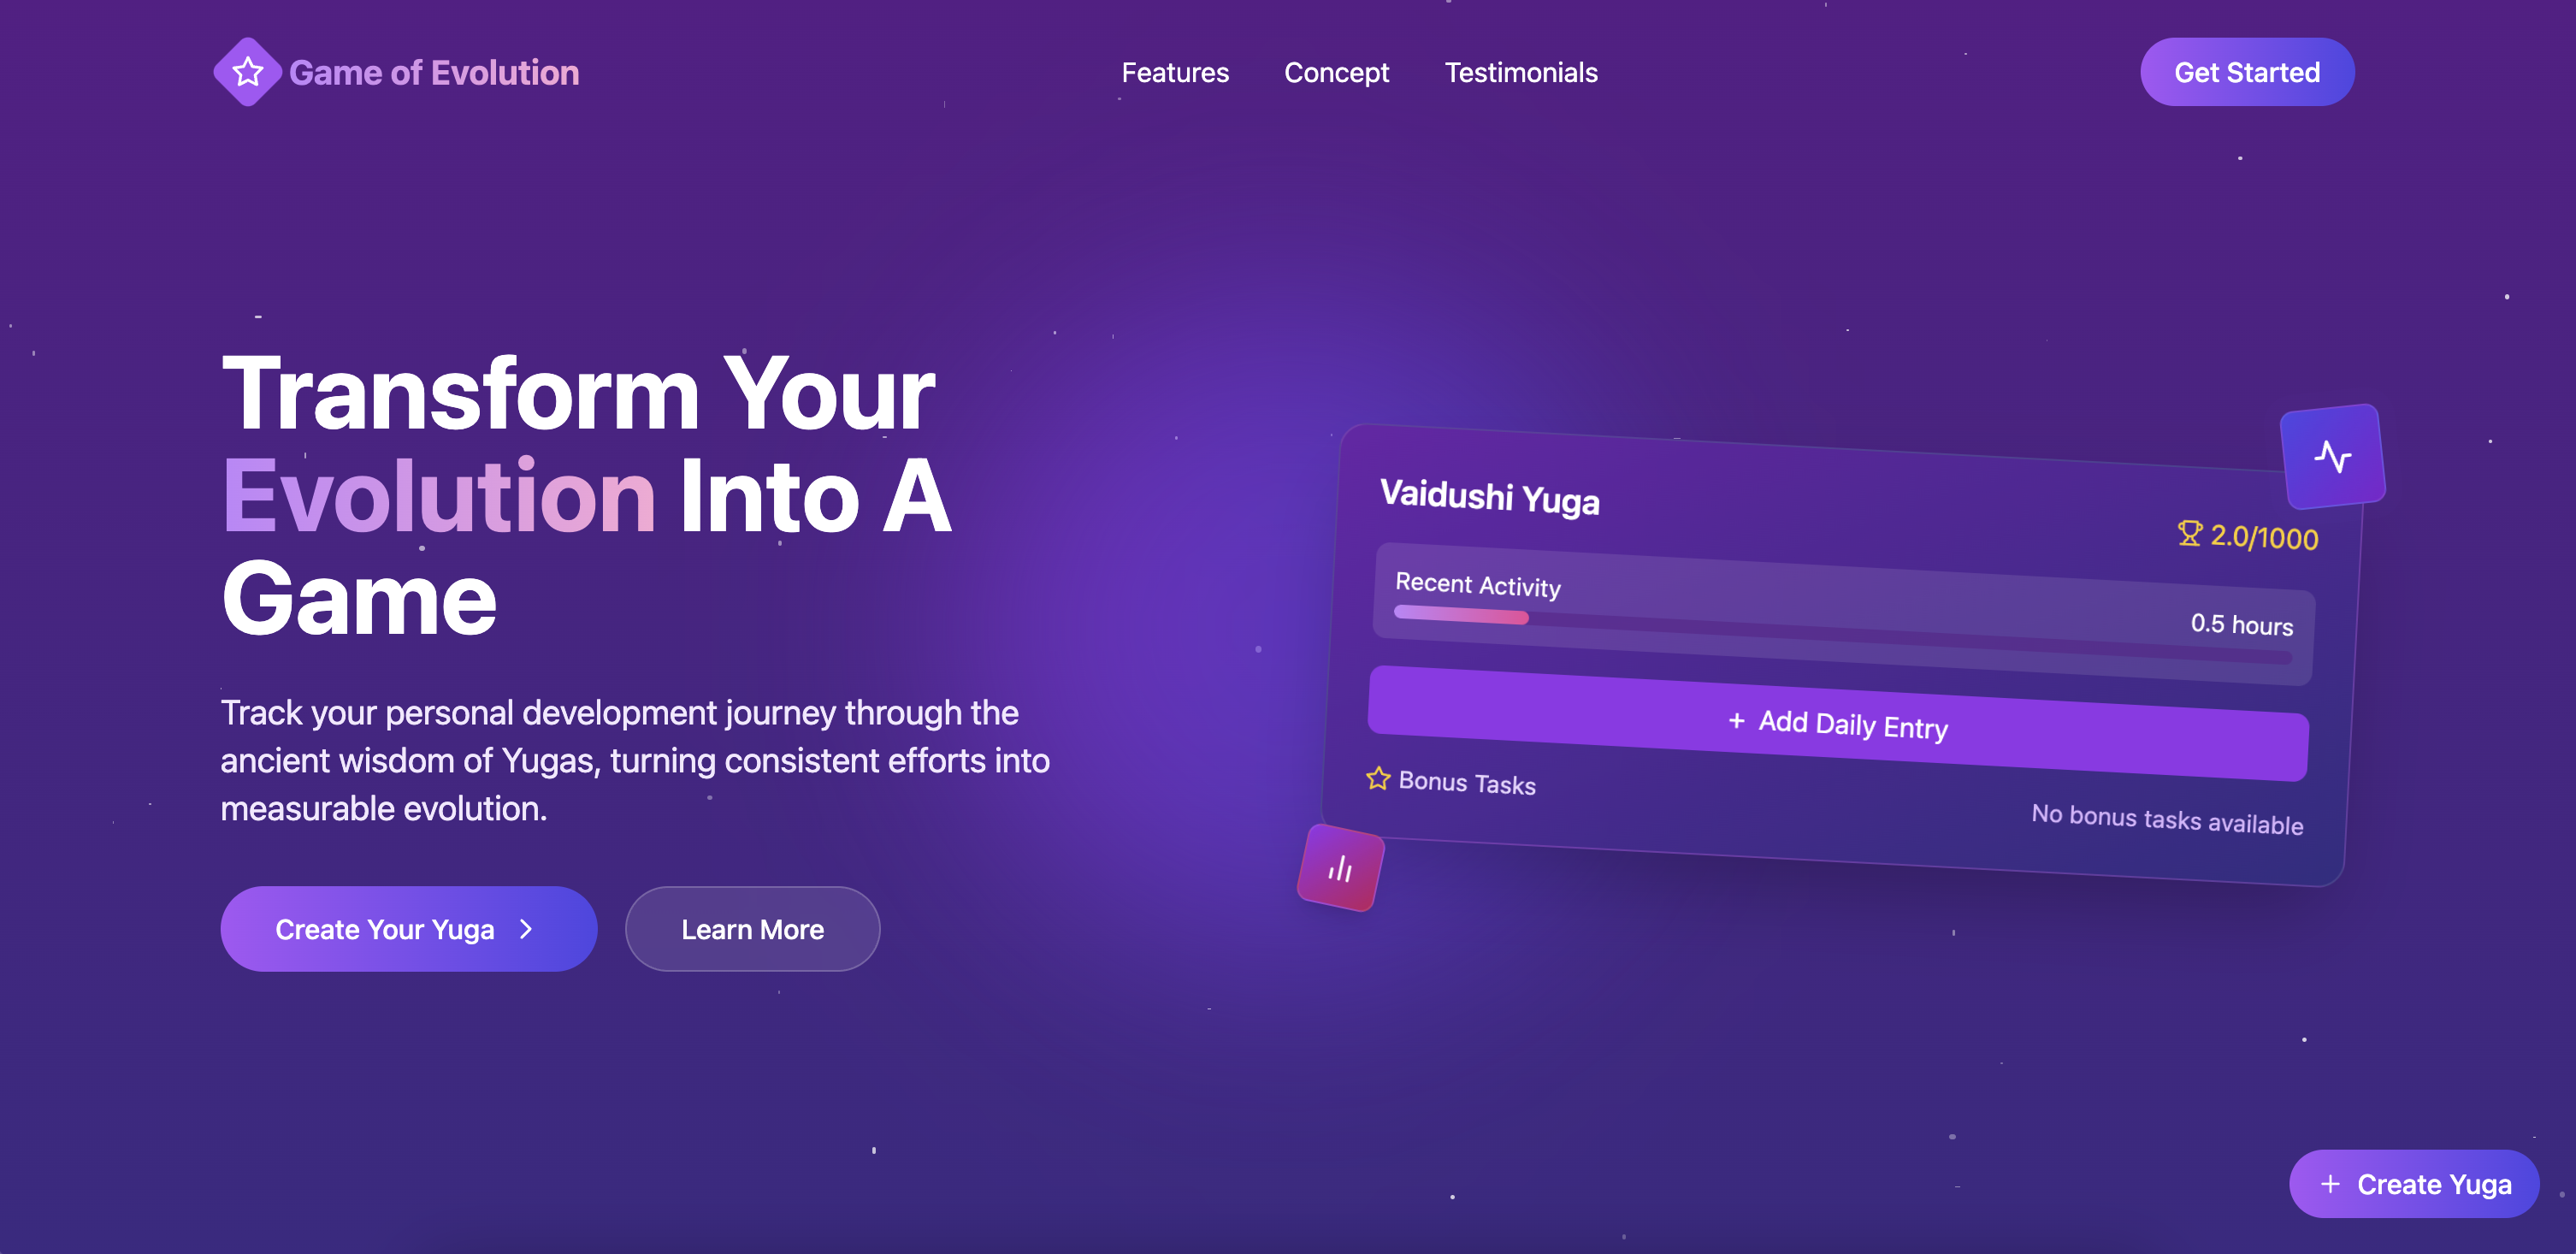 Game of Evolution
Features
Concept
Testimonials
Get Started
Transform Your
Evolution Into A
Game
Track your personal development journey through the
ancient wisdom of Yugas, turning consistent efforts into
measurable evolution.
Create Your Yuga
Learn More
Vaidushi Yuga
2.0/1000
Recent Activity
0.5 hours
+ Add Daily Entry
Bonus Tasks
No bonus tasks available
+ Create Yuga